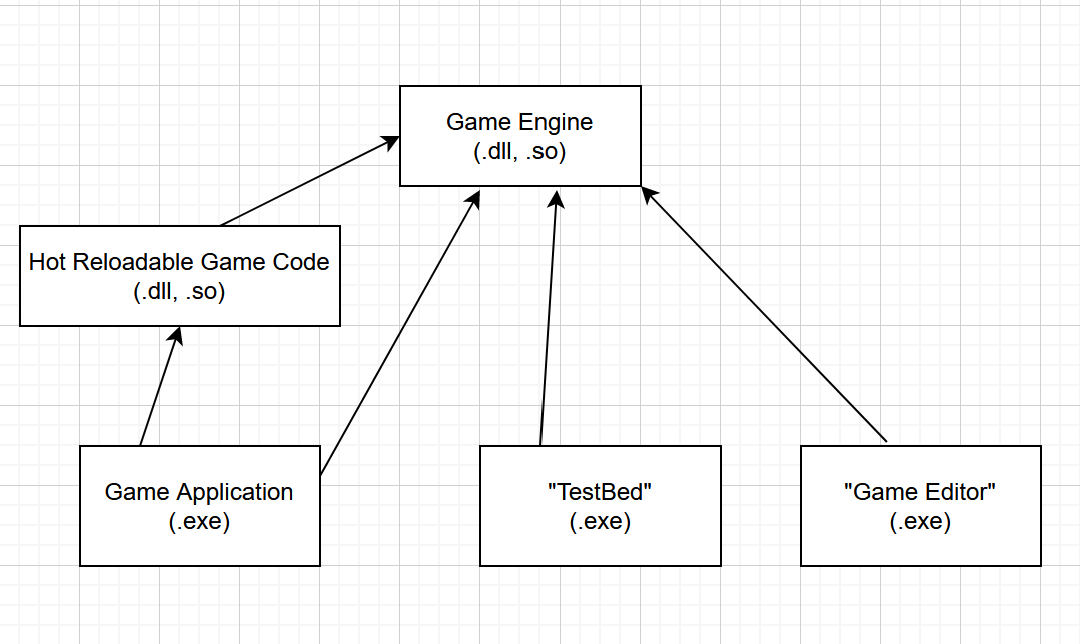 Game Engine
(.dll, .so)
Hot Reloadable Game Code
(.dll, .so)
Game Application
(.exe)
"TestBed"
(.exe)
"Game Editor"
(.exe)